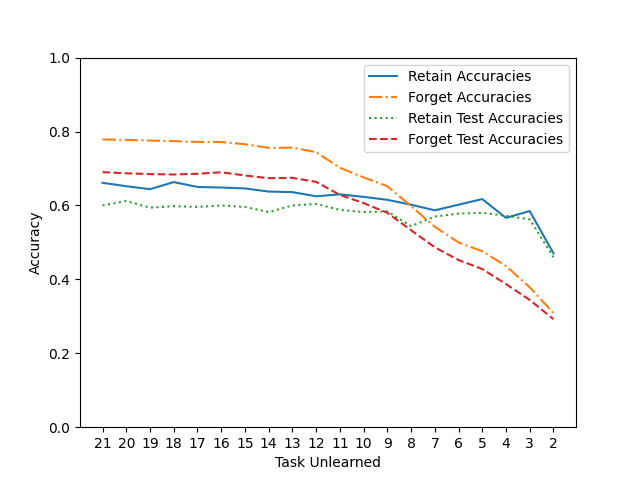 Retain Accuracies
Forget Accuracies
Retain Test Accuracies
Forget Test Accuracies
1.0
0.8
0.6
0.4
0.2
0.0
Accuracy
21 20 19 18 17 16 15 14 13 12 11 10 9 8 7 6 5 4 3 2
Task Unlearned